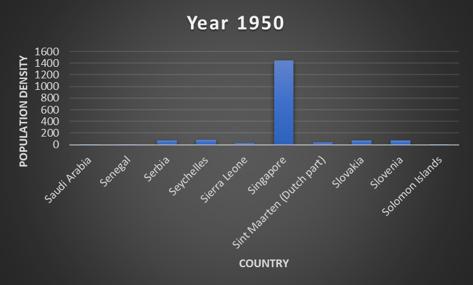 Year 1950
POPULATION DENSITY
1600
1400
1200
1000
800
600
400
200
0
Saudi Arabia
Senegal
Serbia
Seychelles
Sierra Leone
Singapore
Sint Maarten (Dutch part)
Slovakia
Slovenia
Solomon Islands
COUNTRY